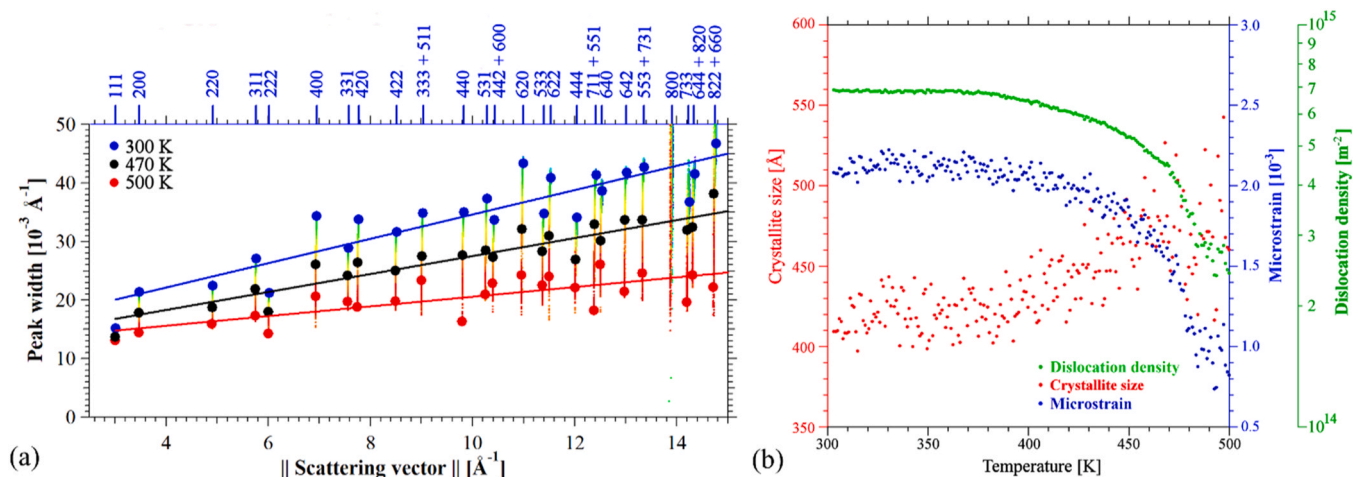 111
200
220
311
222
400
331
420
422
333 + 511
440
531
442 + 600
620
533
622
444
711 + 551
640
642
553 + 731
800
733
644 + 820
822 + 660
50
40
30
20
10
0
Peak width [10⁻³ Å⁻¹]
300 K
470 K
500 K
4
6
8
10
12
14
|| Scattering vector || [Å⁻¹]
(a)
600
550
500
450
400
350
Crystallite size [Å]
3.0
2.5
2.0
1.5
1.0
0.5
Microstrain [10⁻³]
10¹⁵
9
8
7
6
5
4
3
2
10¹⁴
Dislocation density [m⁻²]
Dislocation density
Crystallite size
Microstrain
300
350
400
450
500
Temperature [K]
(b)